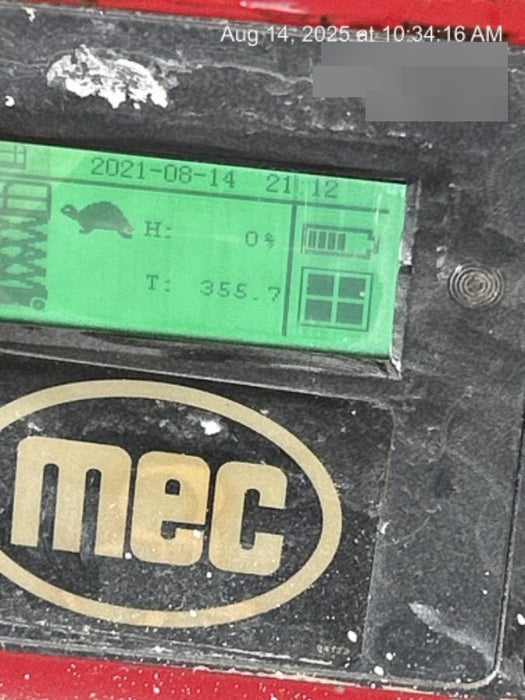 Aug 14, 2025 at 10:34:16 AM
2021-08-14 21:12
H: 0%
T: 355.7
mec